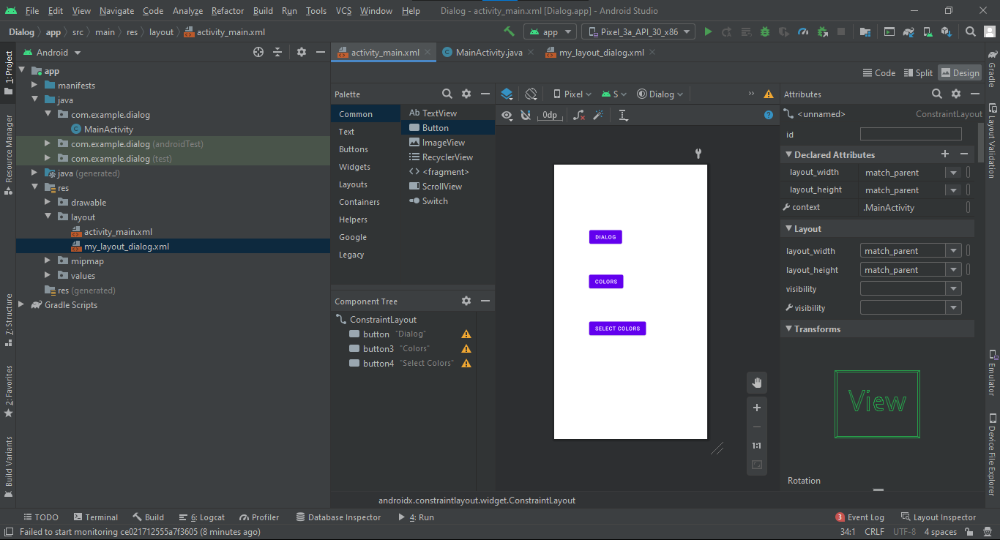 File Edit View Navigate Code Analyze Refactor Build Run Tools VCS Window Help Dialog - activity_main.xml [Dialog.app] - Android Studio
Dialog app src main res layout activity_main.xml app Pixel_3a_API_30_x86
1: Project
Resource Manager
7: Structure
2: Favorites
Build Variants
Android
app
manifests
java
com.example.dialog
MainActivity
com.example.dialog (androidTest)
com.example.dialog (test)
java (generated)
res
drawable
layout
activity_main.xml
my_layout_dialog.xml
mipmap
values
res (generated)
Gradle Scripts
activity_main.xml MainActivity.java my_layout_dialog.xml
Code Split Design
Palette
Common
Text
Buttons
Widgets
Layouts
Containers
Helpers
Google
Legacy
Ab TextView
Button
ImageView
RecyclerView
<fragment>
ScrollView
Switch
Component Tree
ConstraintLayout
button "Dialog"
button3 "Colors"
button4 "Select Colors"
Pixel S Dialog
0dp
DIALOG
COLORS
SELECT COLORS
1:1
Attributes
<unnamed> ConstraintLayout
id
Declared Attributes
layout_width match_parent
layout_height match_parent
context .MainActivity
Layout
layout_width match_parent
layout_height match_parent
visibility
visibility
Transforms
View
Rotation
Gradle
Layout Validation
Emulator
Device File Explorer
androidx.constraintlayout.widget.ConstraintLayout
TODO Terminal Build 6: Logcat Profiler Database Inspector 4: Run 3 Event Log Layout Inspector
Failed to start monitoring ce021712555a7f3605 (8 minutes ago) 34:1 CRLF UTF-8 4 spaces